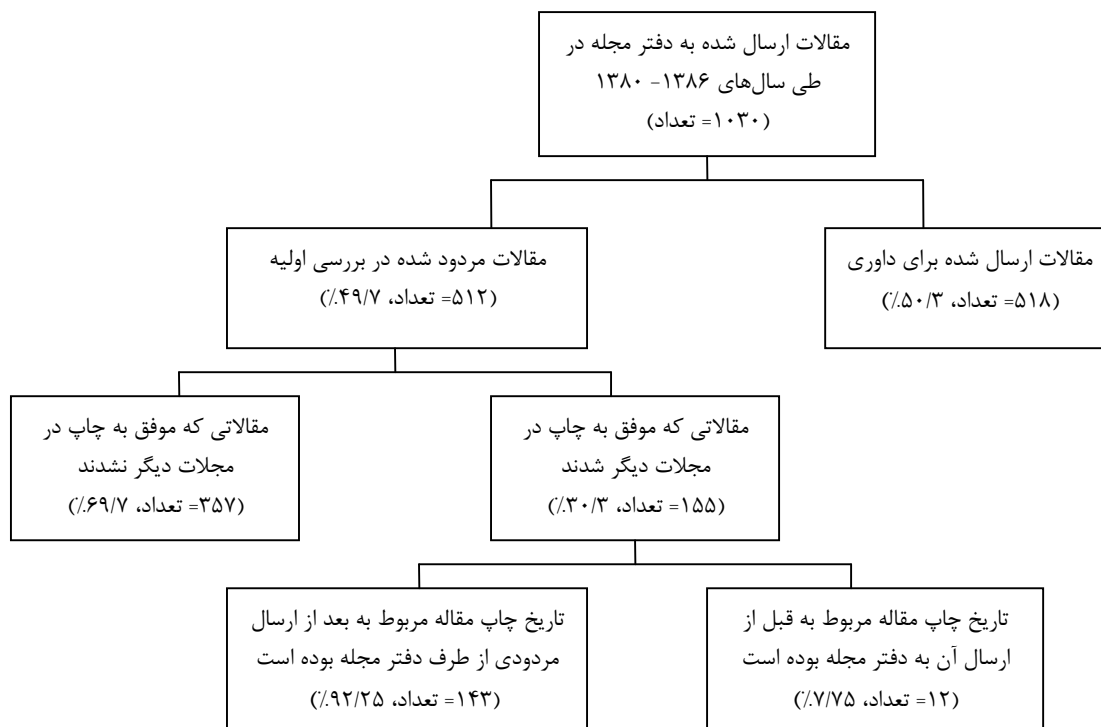 مقالات ارسال شده به دفتر مجله در
طی سال‌های ۱۳۸۶- ۱۳۸۰
(۱۰۳۰= تعداد)
مقالات ارسال شده برای داوری
(۵۱۸= تعداد، ۵۰/۳٪)
مقالات مردود شده در بررسی اولیه
(۵۱۲= تعداد، ۴۹/۷٪)
مقالاتی که موفق به چاپ در
مجلات دیگر شدند
(۱۵۵= تعداد، ۳۰/۳٪)
مقالاتی که موفق به چاپ در
مجلات دیگر نشدند
(۳۵۷= تعداد، ۶۹/۷٪)
تاریخ چاپ مقاله مربوط به قبل از
ارسال آن به دفتر مجله بوده است
(۱۲= تعداد، ۷/۷۵٪)
تاریخ چاپ مقاله مربوط به بعد از ارسال
مردودی از طرف دفتر مجله بوده است
(۱۴۳= تعداد، ۹۲/۲۵٪)